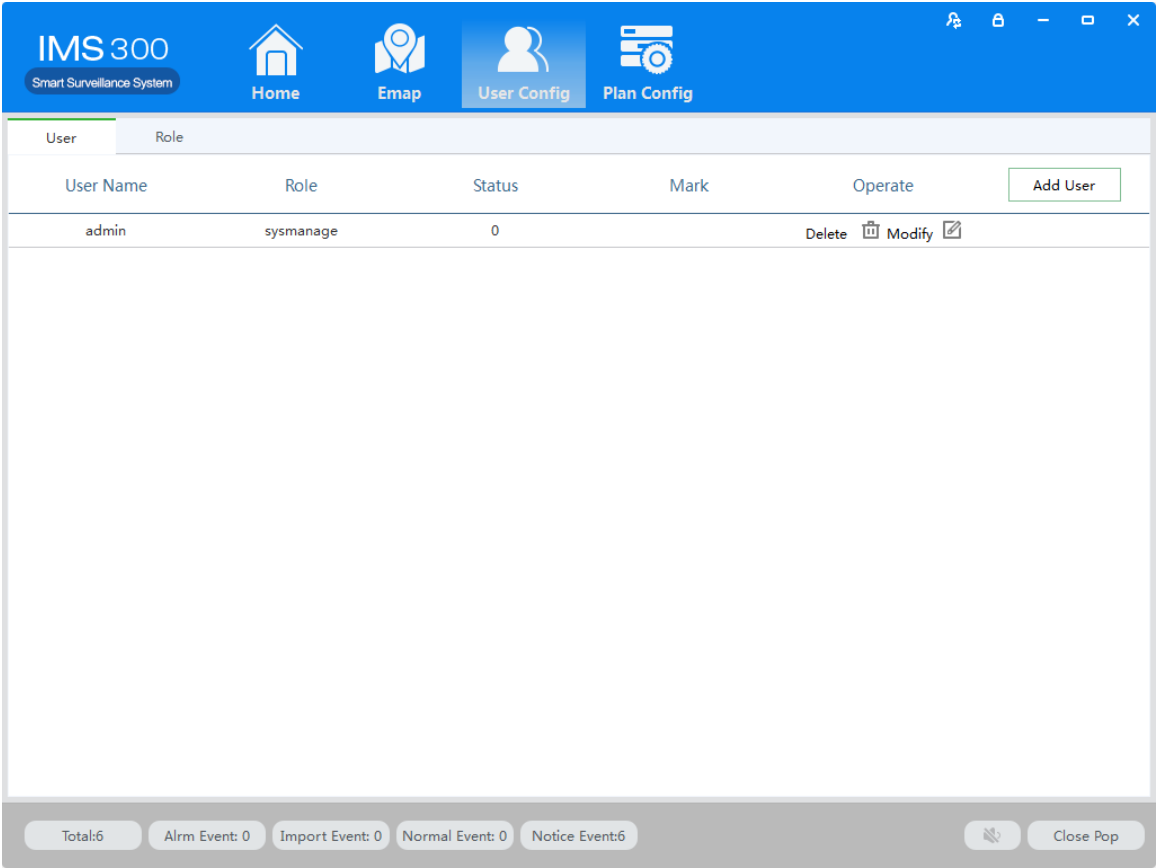 IMS 300
Smart Surveillance System
Home
Emap
User Config
Plan Config
User
Role
User Name
Role
Status
Mark
Operate
Add User
admin
sysmanage
0
Delete
Modify
Total:6
Alrm Event: 0
Import Event: 0
Normal Event: 0
Notice Event:6
Close Pop